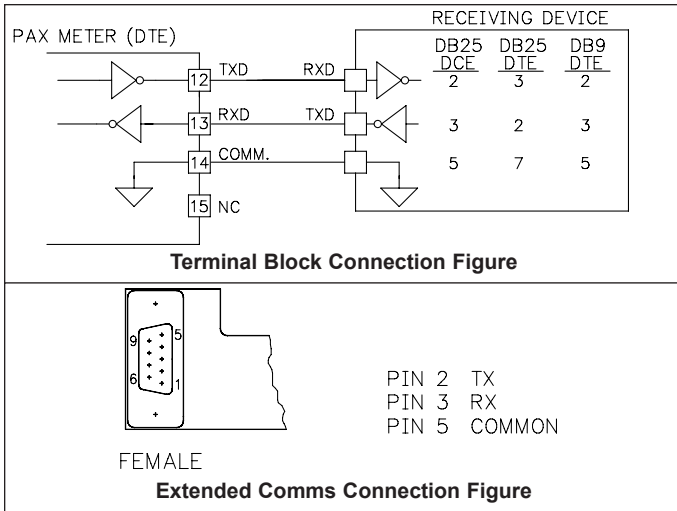 RECEIVING DEVICE
PAX METER (DTE)
DB25 DB25 DB9
DCE DTE DTE
12 TXD RXD 2 3 2
13 RXD TXD 3 2 3
14 COMM. 5 7 5
15 NC
Terminal Block Connection Figure
9 5
6 1
PIN 2 TX
PIN 3 RX
PIN 5 COMMON
FEMALE
Extended Comms Connection Figure